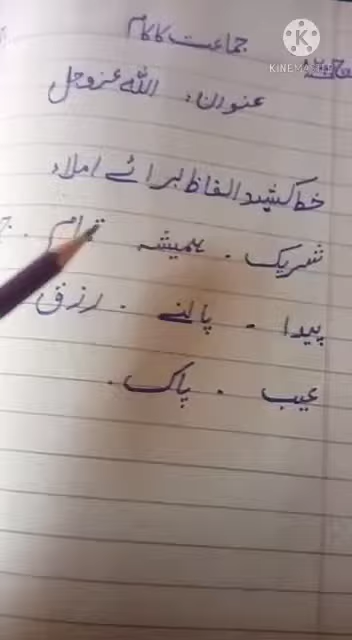 KINEMASTER
جماعت کا کام
عنوان: اللہ عزوجل
خط کشیدہ الفاظ برائے املاء
شریک . ہمیشہ تمام .
پیدا . پالنے . رزق
عیب . پاک .